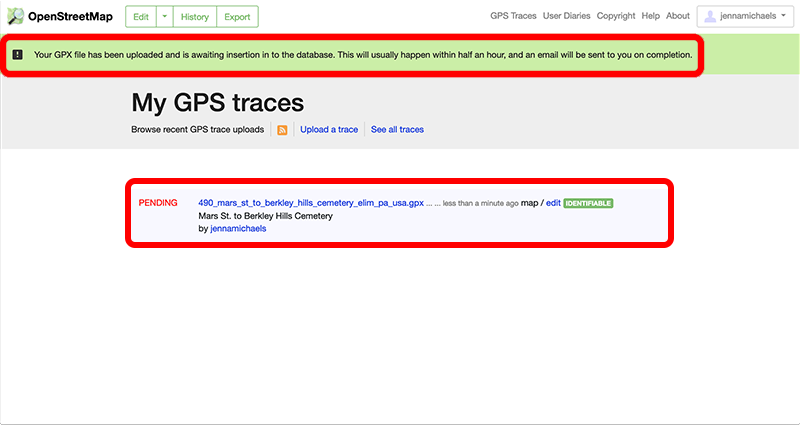 OpenStreetMap Edit History Export GPS Traces User Diaries Copyright Help About jennamichaels
! Your GPX file has been uploaded and is awaiting insertion in to the database. This will usually happen within half an hour, and an email will be sent to you on completion.
My GPS traces
Browse recent GPS trace uploads Upload a trace See all traces
PENDING 490_mars_st_to_berkley_hills_cemetery_elim_pa_usa.gpx ... ... less than a minute ago map / edit IDENTIFIABLE
Mars St. to Berkley Hills Cemetery
by jennamichaels